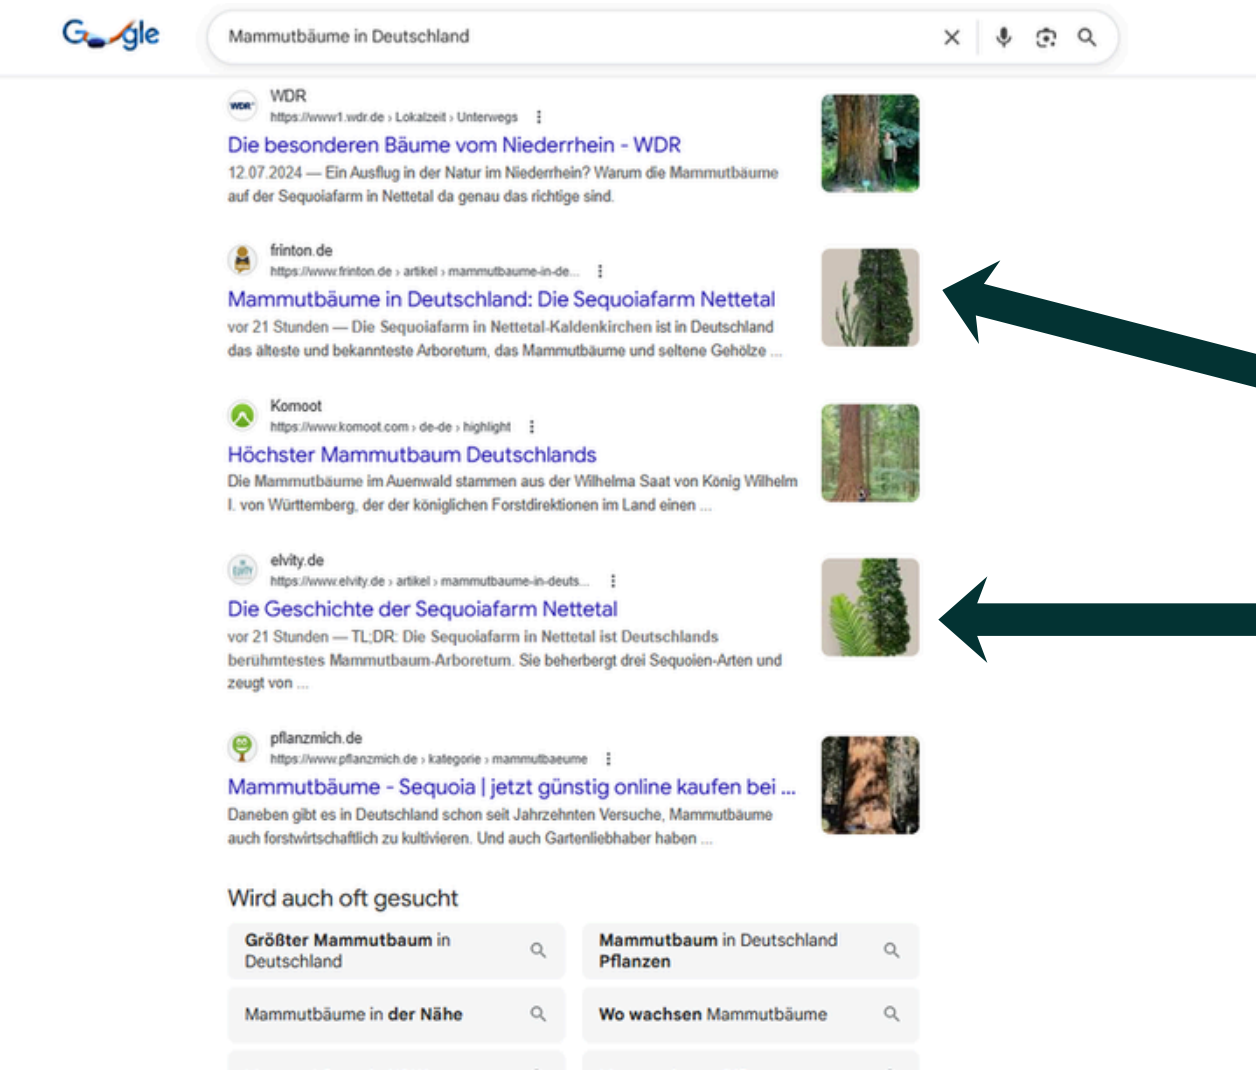 Google
Mammutbäume in Deutschland
WDR
WDR
https://www1.wdr.de › Lokalzeit › Unterwegs
Die besonderen Bäume vom Niederrhein - WDR
12.07.2024 — Ein Ausflug in der Natur im Niederrhein? Warum die Mammutbäume
auf der Sequoiafarm in Nettetal da genau das richtige sind.
frinton.de
https://www.frinton.de › artikel › mammutbaume-in-de...
Mammutbäume in Deutschland: Die Sequoiafarm Nettetal
vor 21 Stunden — Die Sequoiafarm in Nettetal-Kaldenkirchen ist in Deutschland
das älteste und bekannteste Arboretum, das Mammutbäume und seltene Gehölze ...
Komoot
https://www.komoot.com › de-de › highlight
Höchster Mammutbaum Deutschlands
Die Mammutbäume im Auenwald stammen aus der Wilhelma Saat von König Wilhelm
I. von Württemberg, der der königlichen Forstdirektionen im Land einen ...
elvity.de
https://www.elvity.de › artikel › mammutbaume-in-deuts...
Die Geschichte der Sequoiafarm Nettetal
vor 21 Stunden — TL;DR: Die Sequoiafarm in Nettetal ist Deutschlands
berühmtestes Mammutbaum-Arboretum. Sie beherbergt drei Sequoien-Arten und
zeugt von ...
pflanzmich.de
https://www.pflanzmich.de › kategorie › mammutbaeume
Mammutbäume - Sequoia | jetzt günstig online kaufen bei ...
Daneben gibt es in Deutschland schon seit Jahrzehnten Versuche, Mammutbäume
auch forstwirtschaftlich zu kultivieren. Und auch Gartenliebhaber haben ...
Wird auch oft gesucht
Größter Mammutbaum in
Deutschland
Mammutbaum in Deutschland
Pflanzen
Mammutbäume in der Nähe
Wo wachsen Mammutbäume